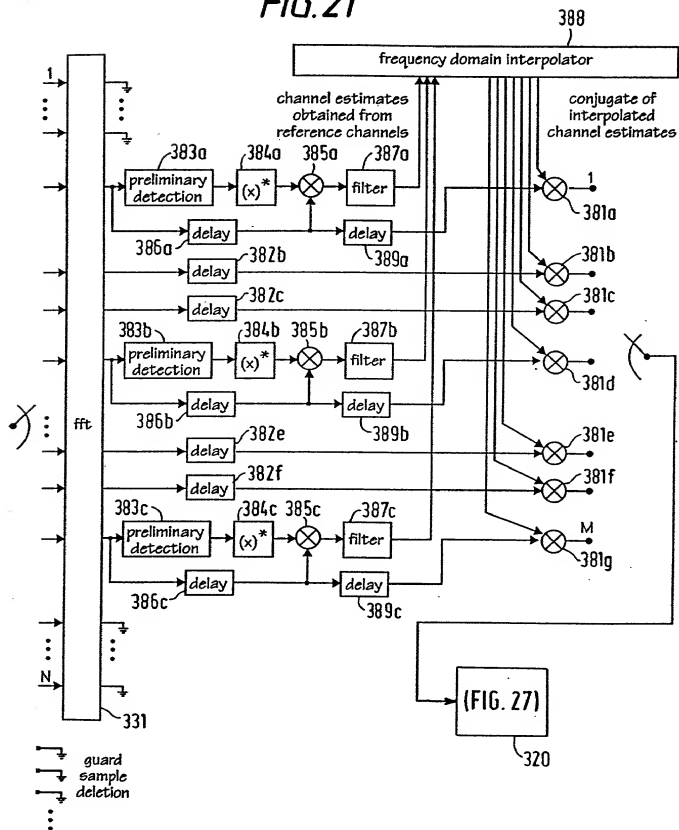 FIG. 21
388
frequency domain interpolator
1
channel estimates
obtained from
reference channels
conjugate of
interpolated
channel estimates
383a
384a
385a
387a
preliminary
detection
(x)*
filter
1
381a
delay
delay
386a
382b
389a
delay
381b
382c
delay
381c
383b
384b
385b
387b
preliminary
detection
(x)*
filter
381d
delay
delay
386b
382e
389b
fft
delay
381e
382f
delay
381f
383c
384c
385c
387c
preliminary
detection
(x)*
filter
M
381g
delay
delay
386c
389c
N
331
(FIG. 27)
320
guard
sample
deletion